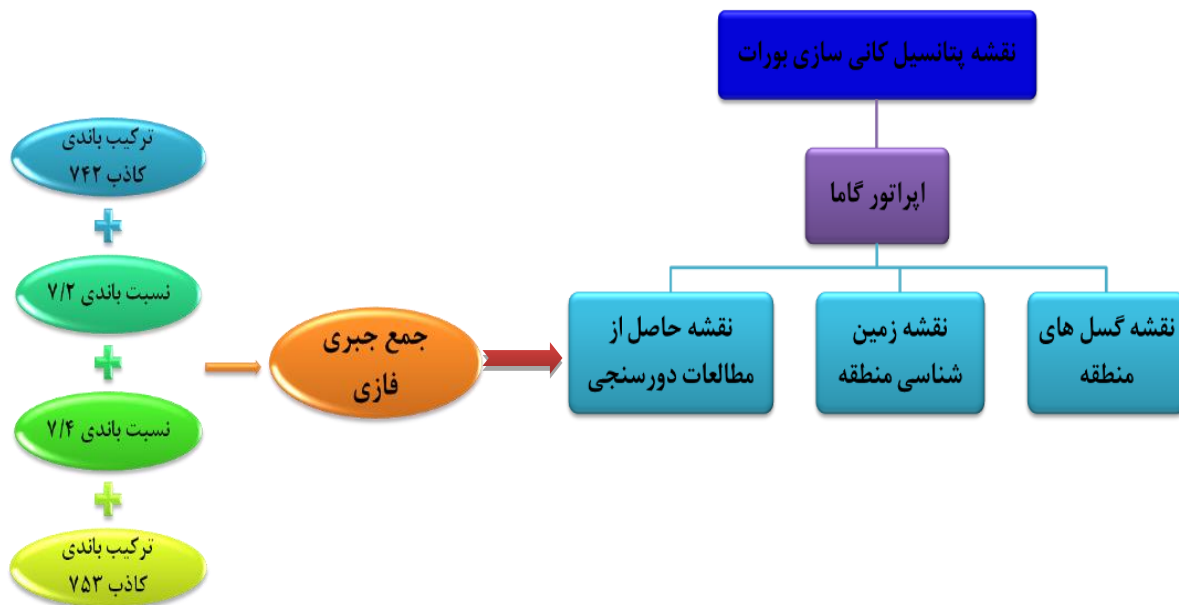 نقشه پتانسیل کانی سازی بورات
اپراتور گاما
نقشه گسل های
منطقه
نقشه زمین
شناسی منطقه
نقشه حاصل از
مطالعات دورسنجی
جمع جبری
فازی
ترکیب باندی
کاذب ۷۴۲
نسبت باندی ۷/۲
نسبت باندی ۷/۴
ترکیب باندی
کاذب ۷۵۳